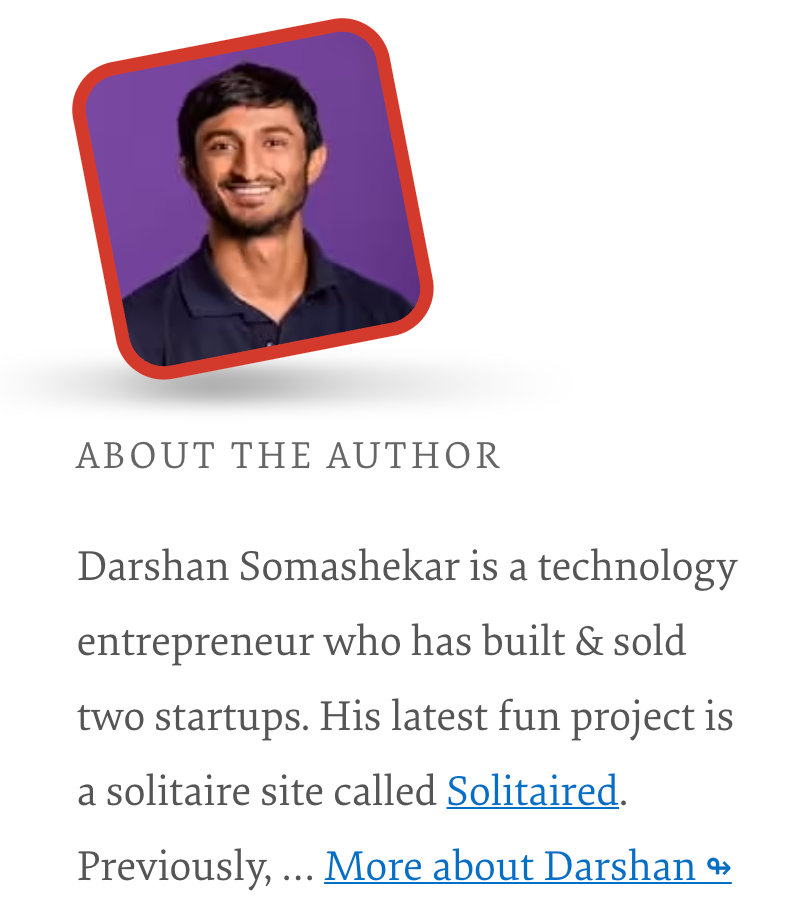 ABOUT THE AUTHOR
Darshan Somashekar is a technology
entrepreneur who has built & sold
two startups. His latest fun project is
a solitaire site called Solitaired.
Previously, ... More about Darshan ↬